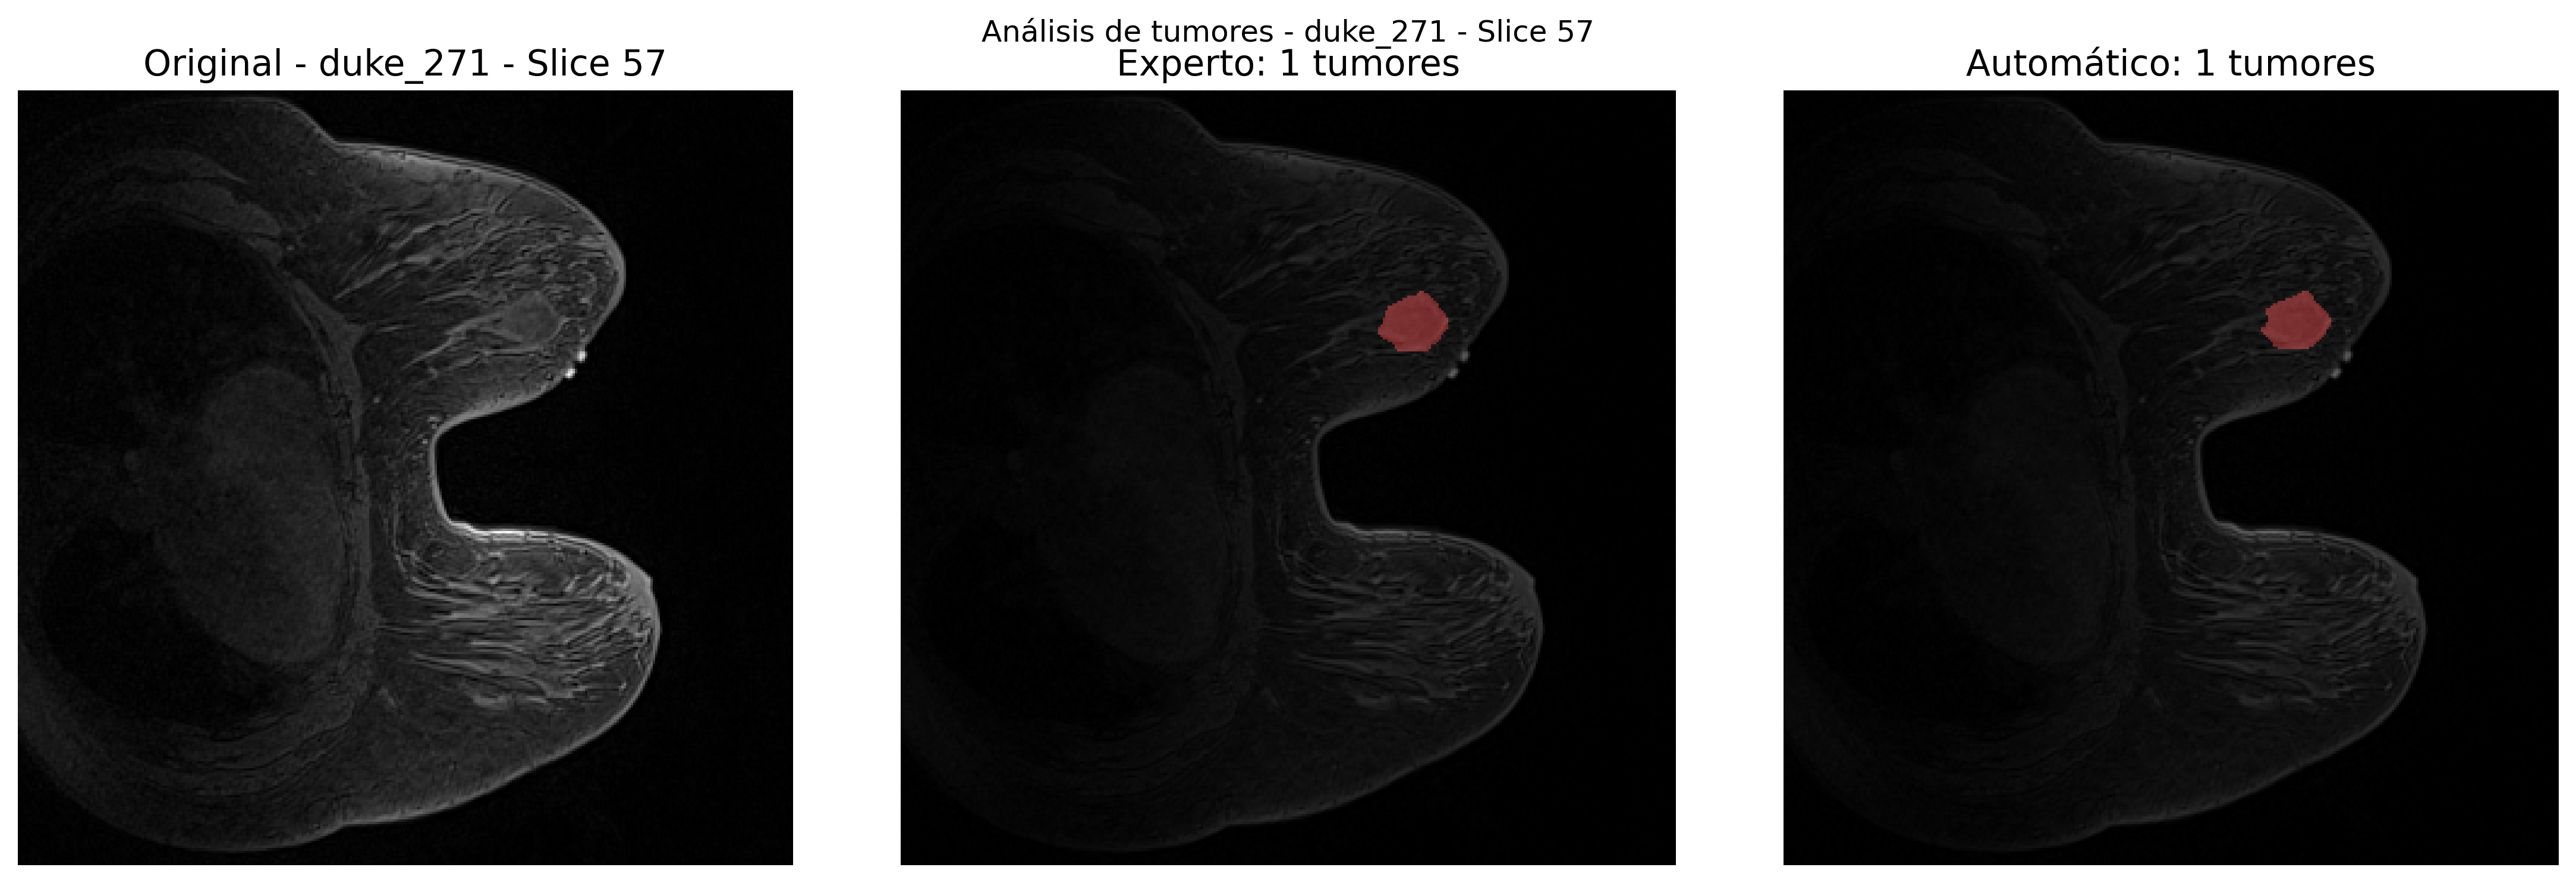 Análisis de tumores - duke_271 - Slice 57
Original - duke_271 - Slice 57
Experto: 1 tumores
Automático: 1 tumores